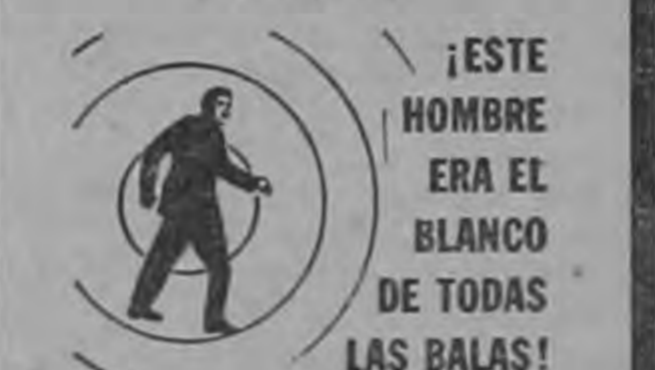 ¡ESTE
HOMBRE
ERA EL
BLANCO
DE TODAS
LAS BALAS!